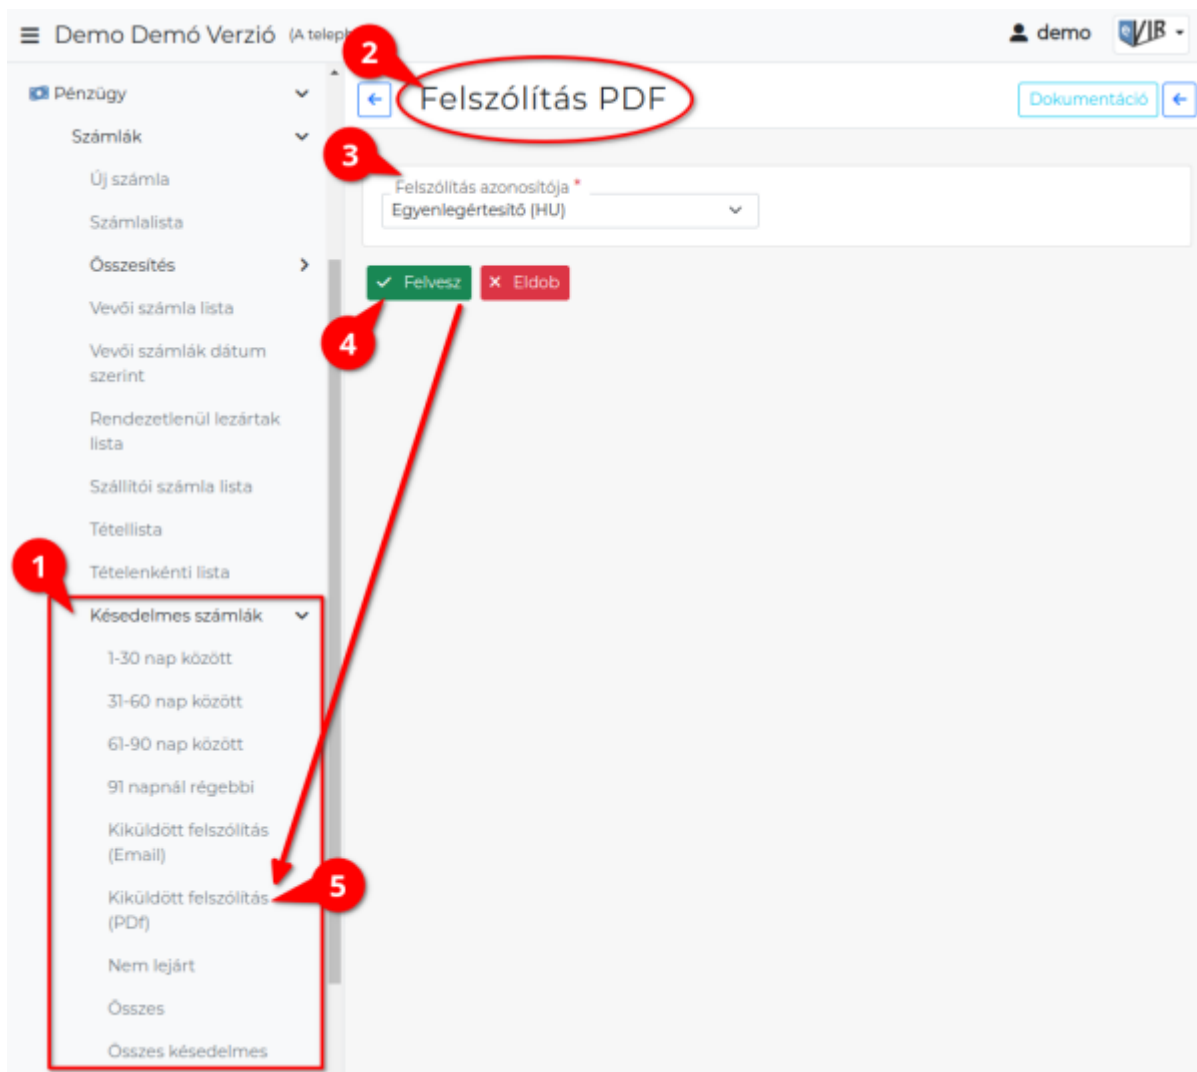 Demo Demó Verzió (A telep
demo
VIR
2
Pénzügy
Felszólítás PDF
Dokumentáció
Számlák
3
Új számla
Felszólítás azonosítója *
Egyenlegértesítő (HU)
Számlalista
Összesítés
Felvesz
Eldob
Vevői számla lista
4
Vevői számlák dátum
szerint
Rendezetlenül lezártak
lista
Szállítói számla lista
Tétellista
1
Tételenkénti lista
Késedelmes számlák
1-30 nap között
31-60 nap között
61-90 nap között
91 napnál régebbi
Kiküldött felszólítás
(Email)
5
Kiküldött felszólítás
(PDf)
Nem lejárt
Összes
Összes késedelmes